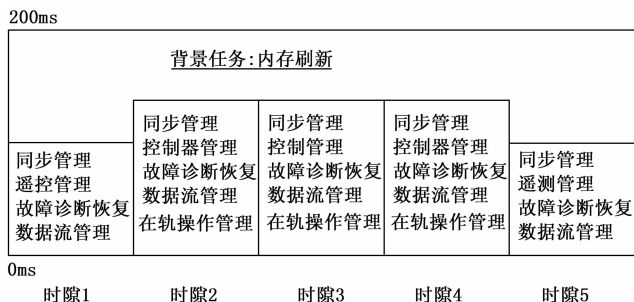 200ms
背景任务:内存刷新
同步管理
遥控管理
故障诊断恢复
数据流管理
同步管理
控制器管理
故障诊断恢复
数据流管理
在轨操作管理
同步管理
控制管理
故障诊断恢复
数据流管理
在轨操作管理
同步管理
控制器管理
故障诊断恢复
数据流管理
在轨操作管理
同步管理
遥测管理
故障诊断恢复
数据流管理
0ms
时隙1
时隙2
时隙3
时隙4
时隙5